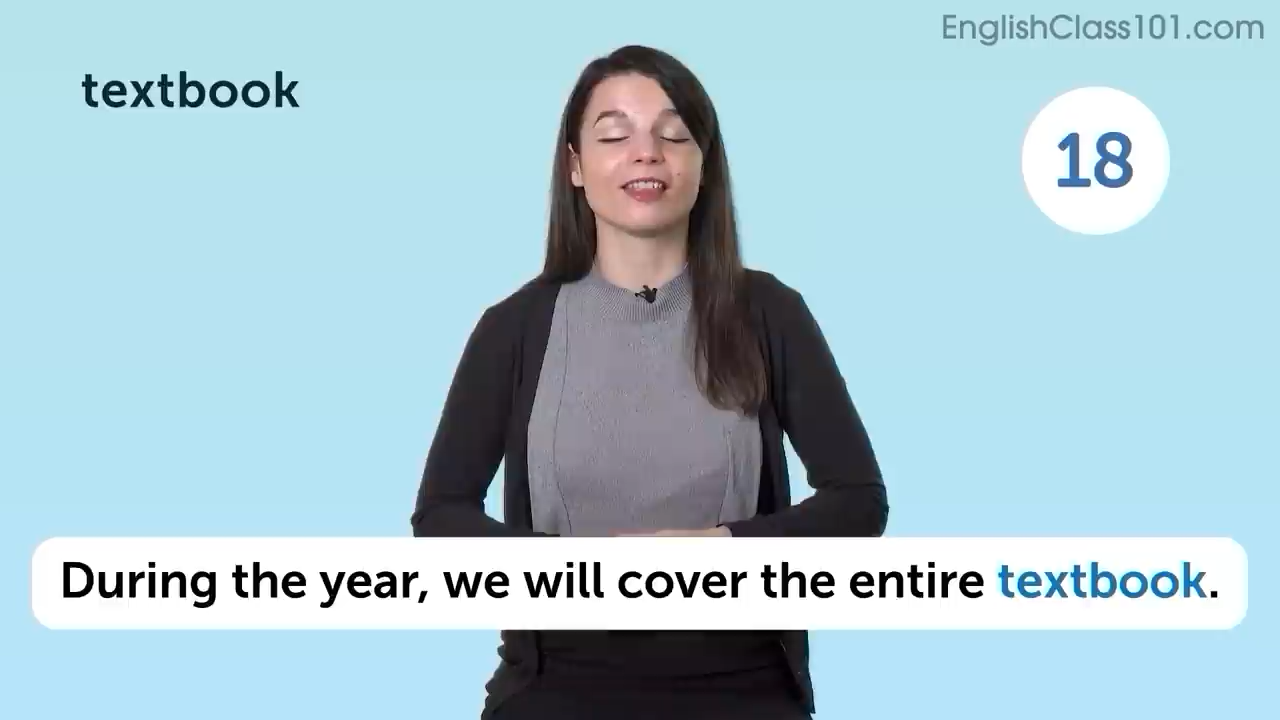 EnglishClass101.com
textbook
18
During the year, we will cover the entire textbook.